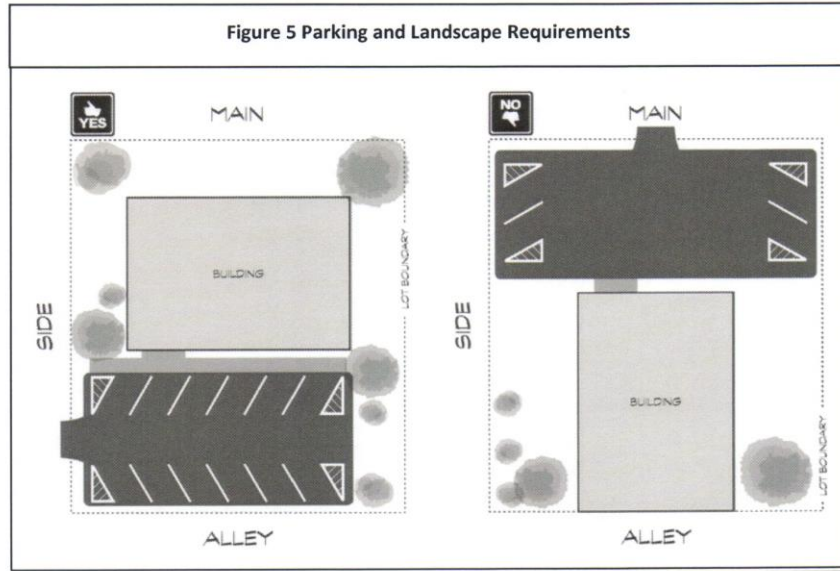 Figure 5 Parking and Landscape Requirements
YES
MAIN
BUILDING
LOT BOUNDARY
SIDE
ALLEY
NO
MAIN
BUILDING
LOT BOUNDARY
SIDE
ALLEY